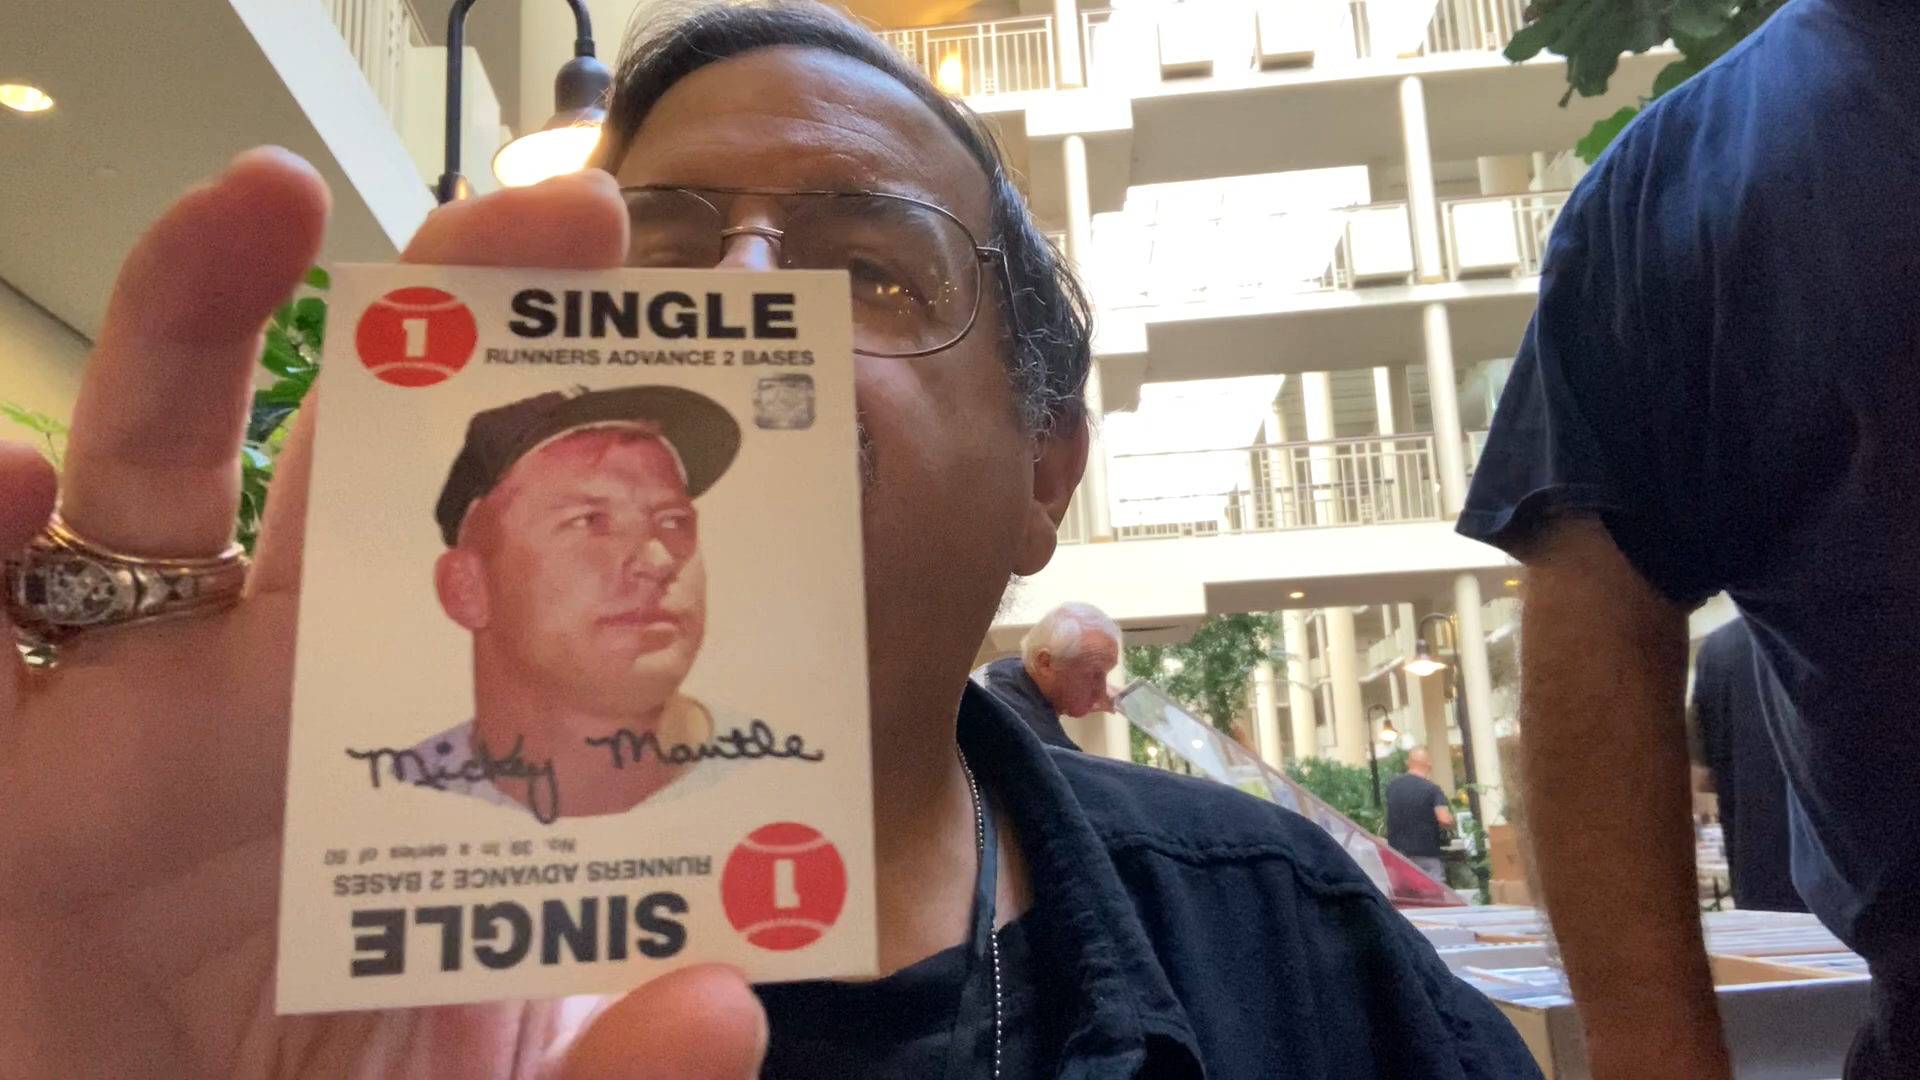 1 SINGLE
RUNNERS ADVANCE 2 BASES
Mickey Mantle
No. 39 in a series of 50
RUNNERS ADVANCE 2 BASES
1 SINGLE